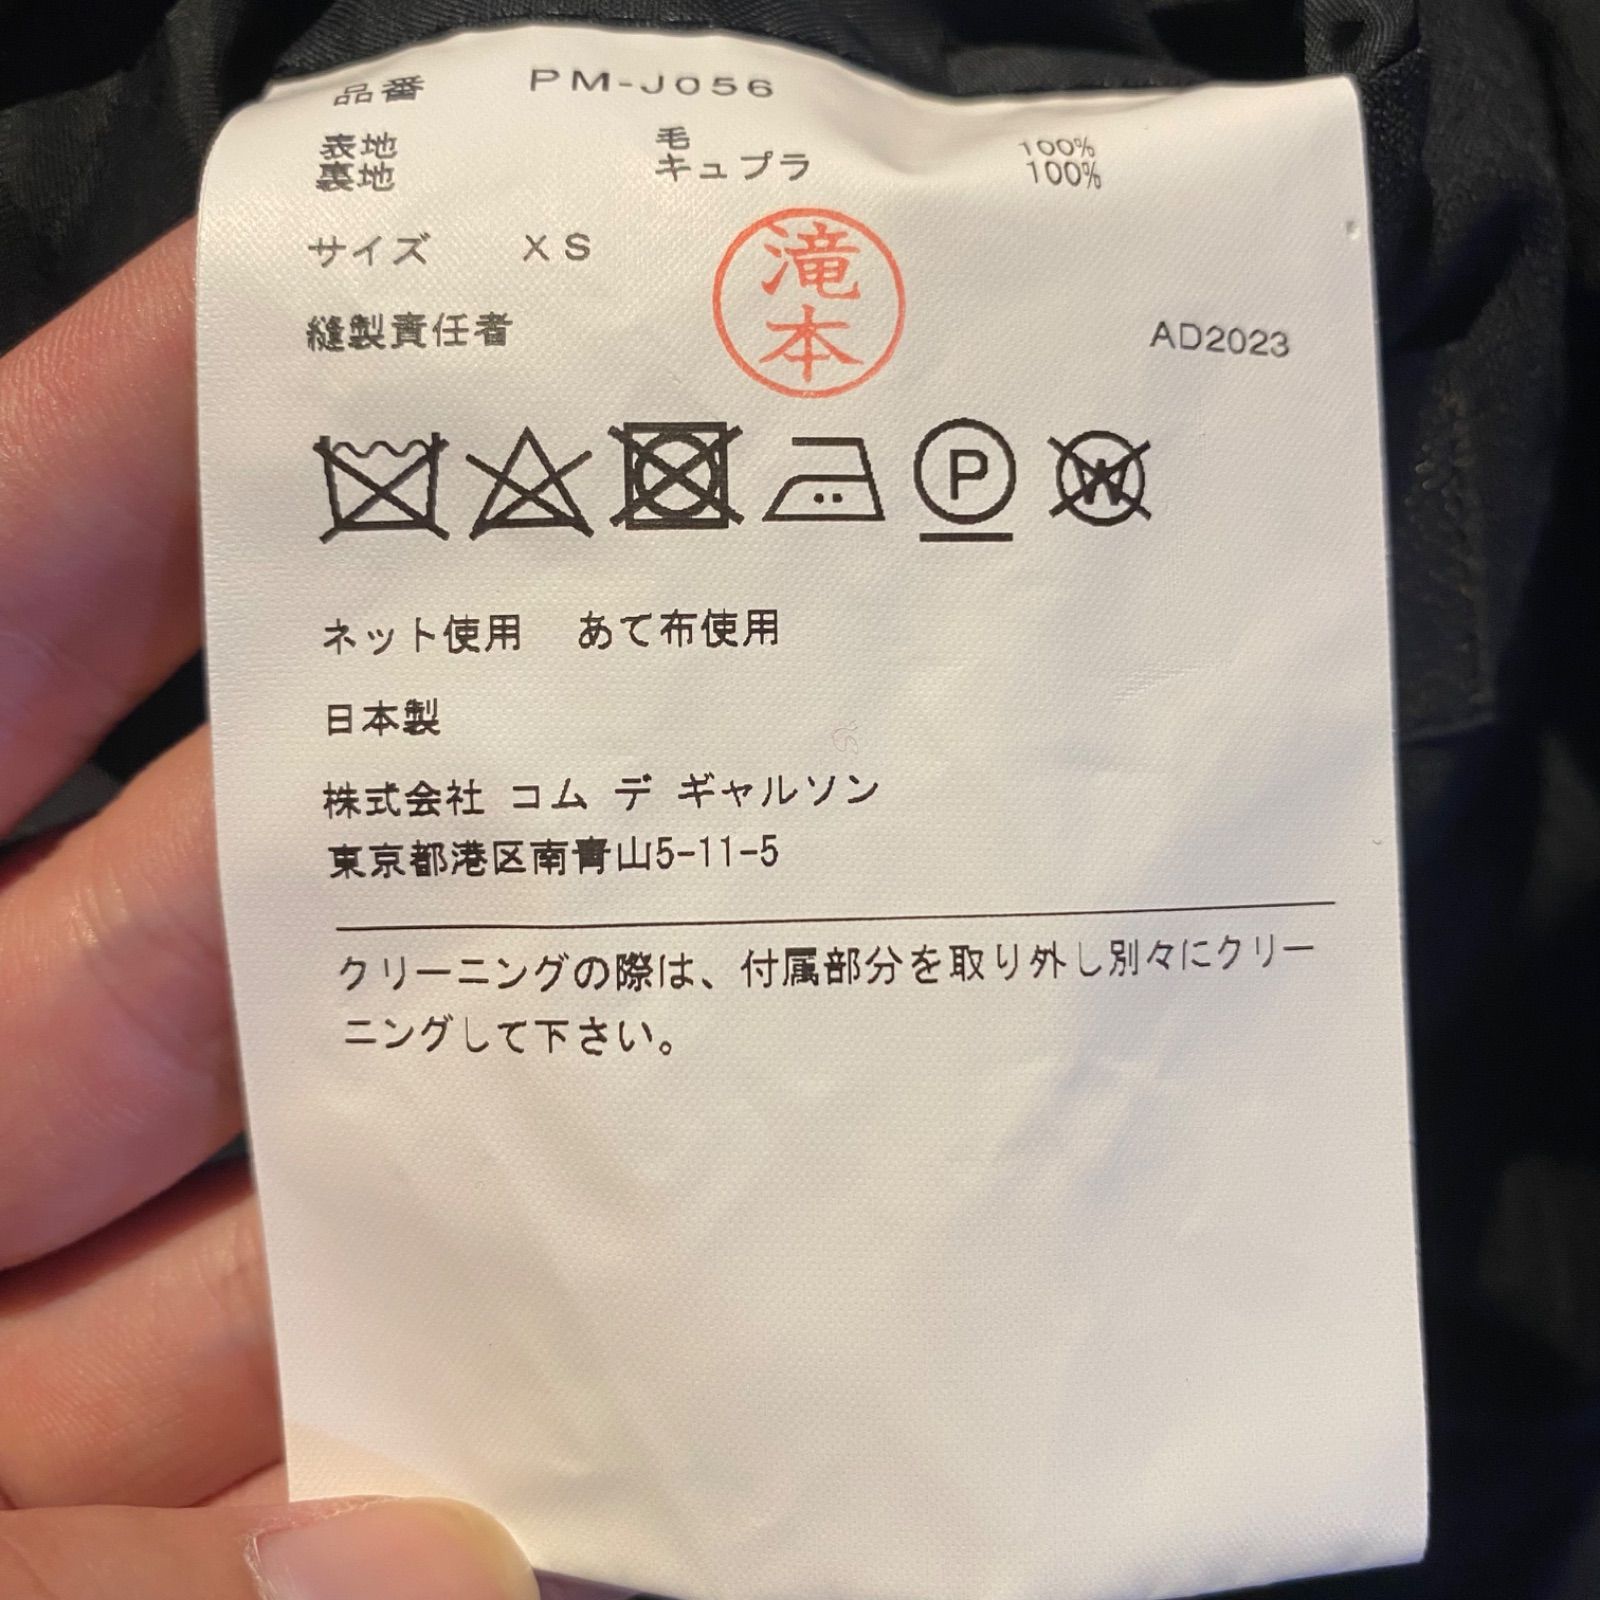 品番 PM-J056
表地 毛 100%
裏地 キュプラ 100%
サイズ XS
滝本
縫製責任者
AD2023
P W
ネット使用 あて布使用
日本製
株式会社 コム デ ギャルソン
東京都港区南青山5-11-5
クリーニングの際は、付属部分を取り外し別々にクリー
ニングして下さい。